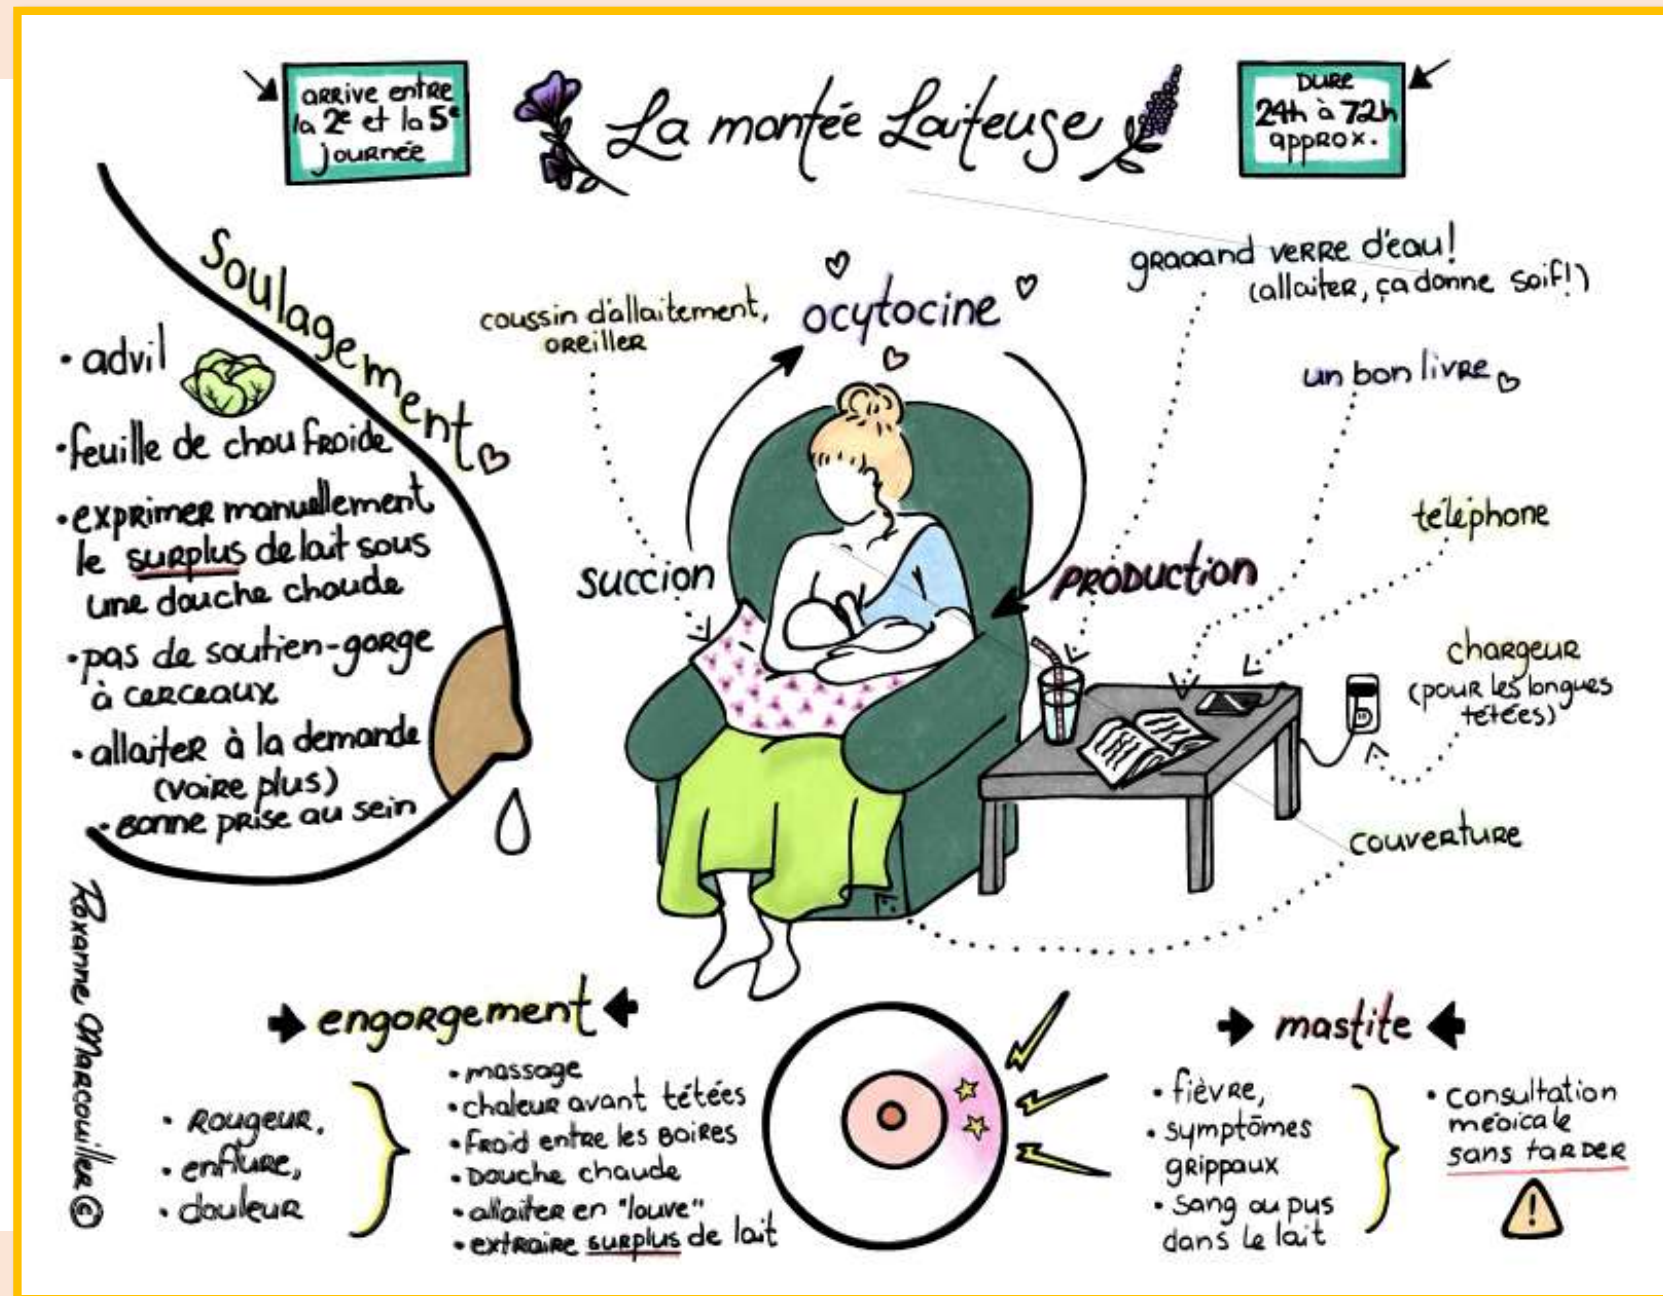 arrive entre
la 2e et la 5e
journée
La montée Laiteuse
Dure
24h à 72h
approx.
Soulagement
• advil
• feuille de chou froide
• exprimer manuellement
le surplus de lait sous
une douche chaude
• pas de soutien-gorge
à cerceaux
• allaiter à la demande
(voire plus)
• bonne prise au sein
coussin d'allaitement,
oreiller
ocytocine
succion
production
graaand verre d'eau!
(allaiter, ça donne soif!)
un bon livre
téléphone
chargeur
(pour les longues
tétées)
couverture
Roxanne Marcouiller ©
engorgement
• Rougeur,
• enflure,
• douleur
• massage
• chaleur avant tétées
• froid entre les boires
• Douche chaude
• allaiter en "louve"
• extraire surplus de lait
mastite
• fièvre,
• symptômes
grippaux
• sang ou pus
dans le lait
• consultation
médicale
sans tarder
!